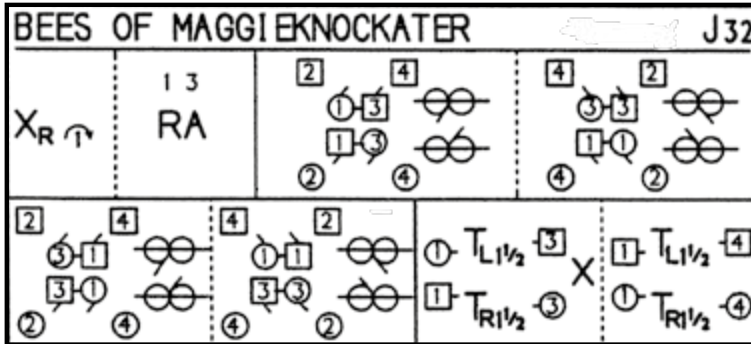 BEES OF MAGGIEKNOCKATER J32
1 3 2 4 4 2
XR 1 RA 1 3 3 3
1 3 1 1
2 4 4 2
2 4 4 2
3 1 1 1 1 TL1½ 3 X 1 TL1½ 4
3 1 3 3 1 TR1½ 3 1 TR1½ 4
2 4 4 2